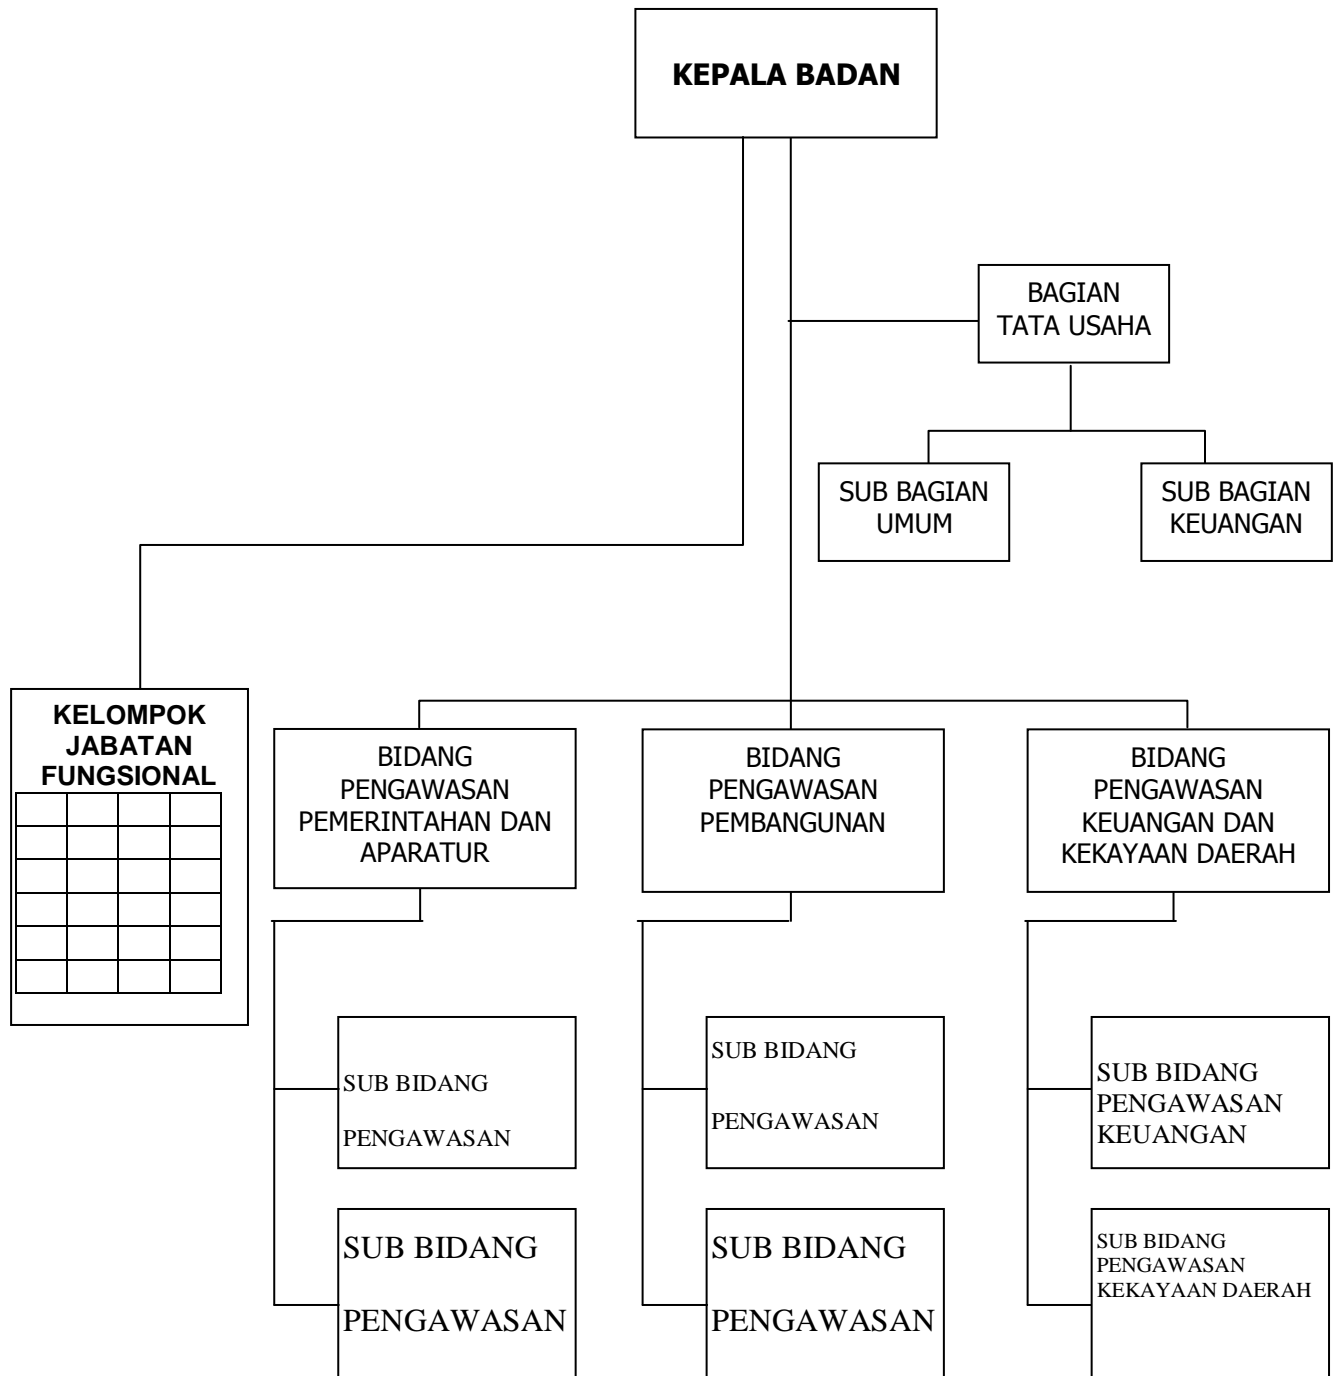 KEPALA BADAN
BAGIAN
TATA USAHA
SUB BAGIAN
UMUM
SUB BAGIAN
KEUANGAN
KELOMPOK
JABATAN
FUNGSIONAL
BIDANG
PENGAWASAN
PEMERINTAHAN DAN
APARATUR
BIDANG
PENGAWASAN
PEMBANGUNAN
BIDANG
PENGAWASAN
KEUANGAN DAN
KEKAYAAN DAERAH
SUB BIDANG
PENGAWASAN
SUB BIDANG
PENGAWASAN
SUB BIDANG
PENGAWASAN
KEUANGAN
SUB BIDANG
PENGAWASAN
SUB BIDANG
PENGAWASAN
SUB BIDANG
PENGAWASAN
KEKAYAAN DAERAH